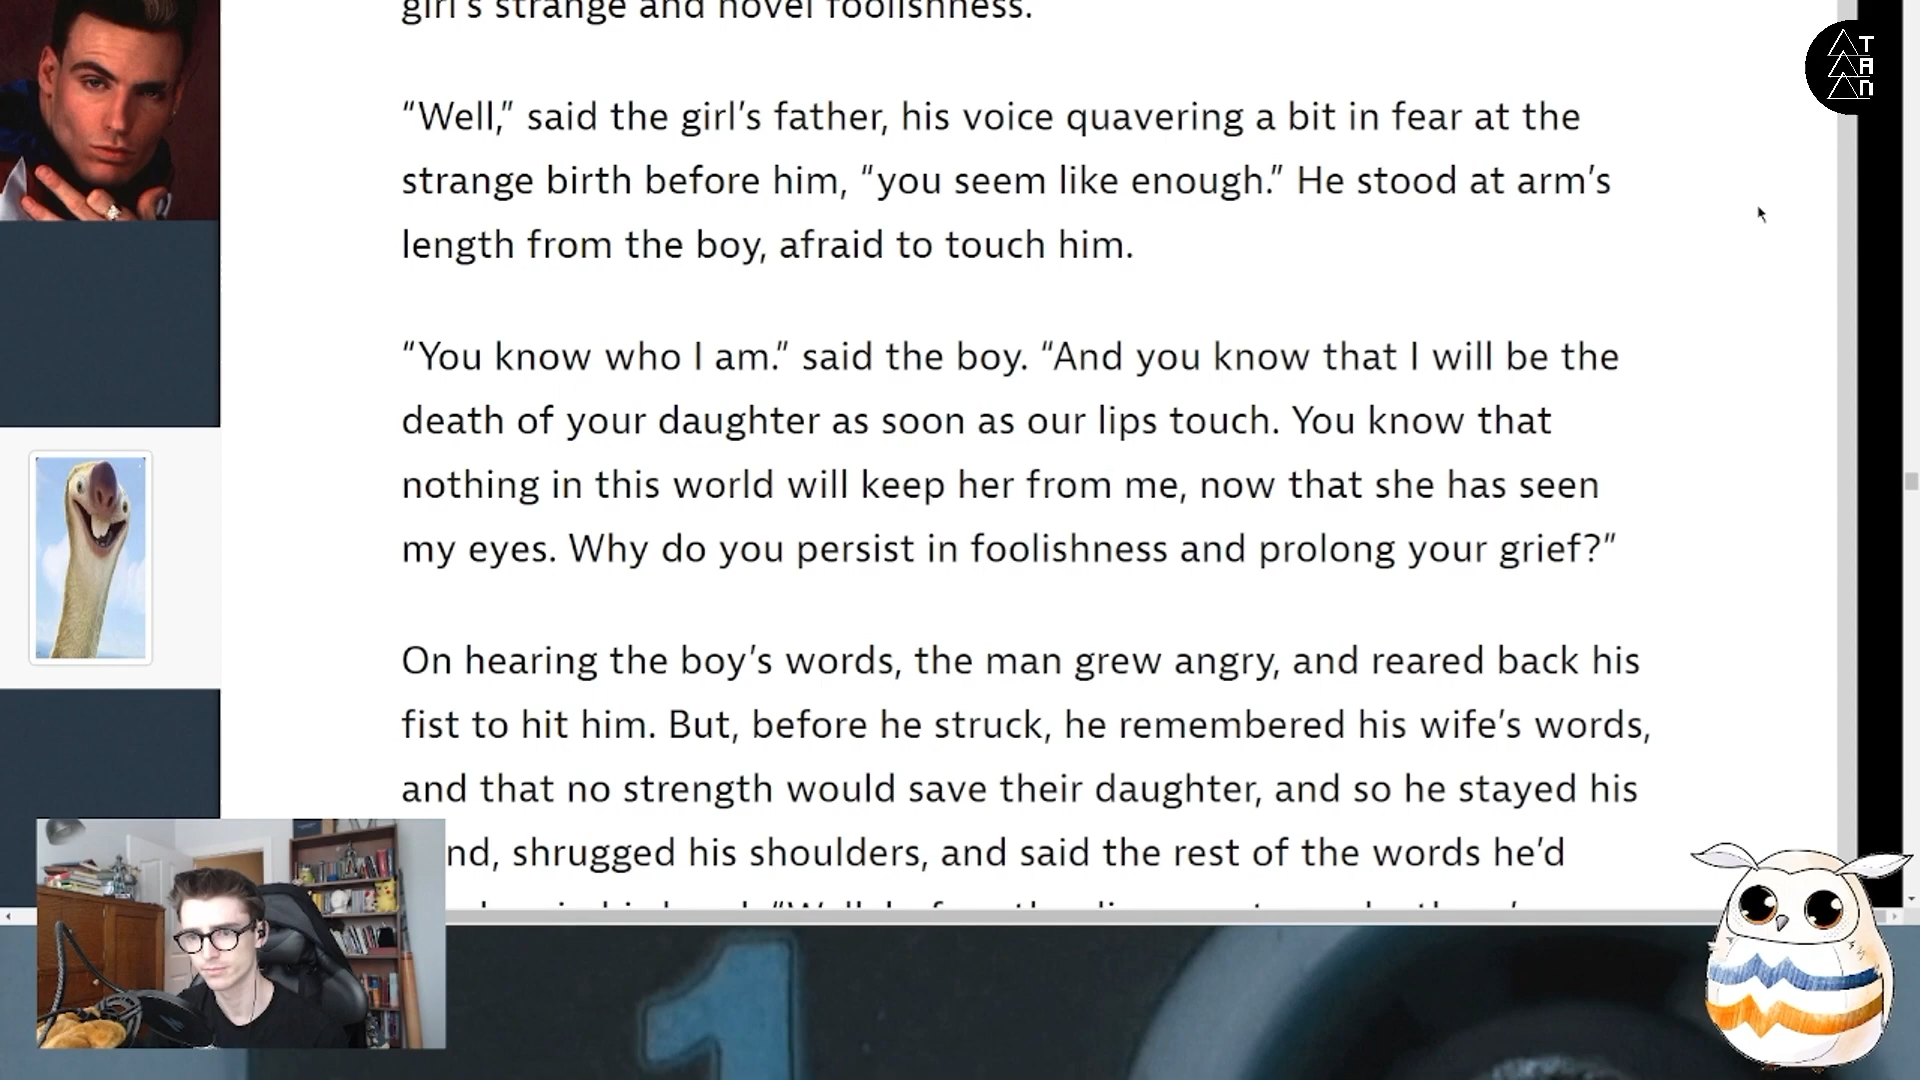 girl's strange and novel foolishness.
“Well,” said the girl’s father, his voice quavering a bit in fear at the
strange birth before him, “you seem like enough.” He stood at arm’s
length from the boy, afraid to touch him.
“You know who I am.” said the boy. “And you know that I will be the
death of your daughter as soon as our lips touch. You know that
nothing in this world will keep her from me, now that she has seen
my eyes. Why do you persist in foolishness and prolong your grief?”
On hearing the boy’s words, the man grew angry, and reared back his
fist to hit him. But, before he struck, he remembered his wife’s words,
and that no strength would save their daughter, and so he stayed his
nd, shrugged his shoulders, and said the rest of the words he’d
TAN
1